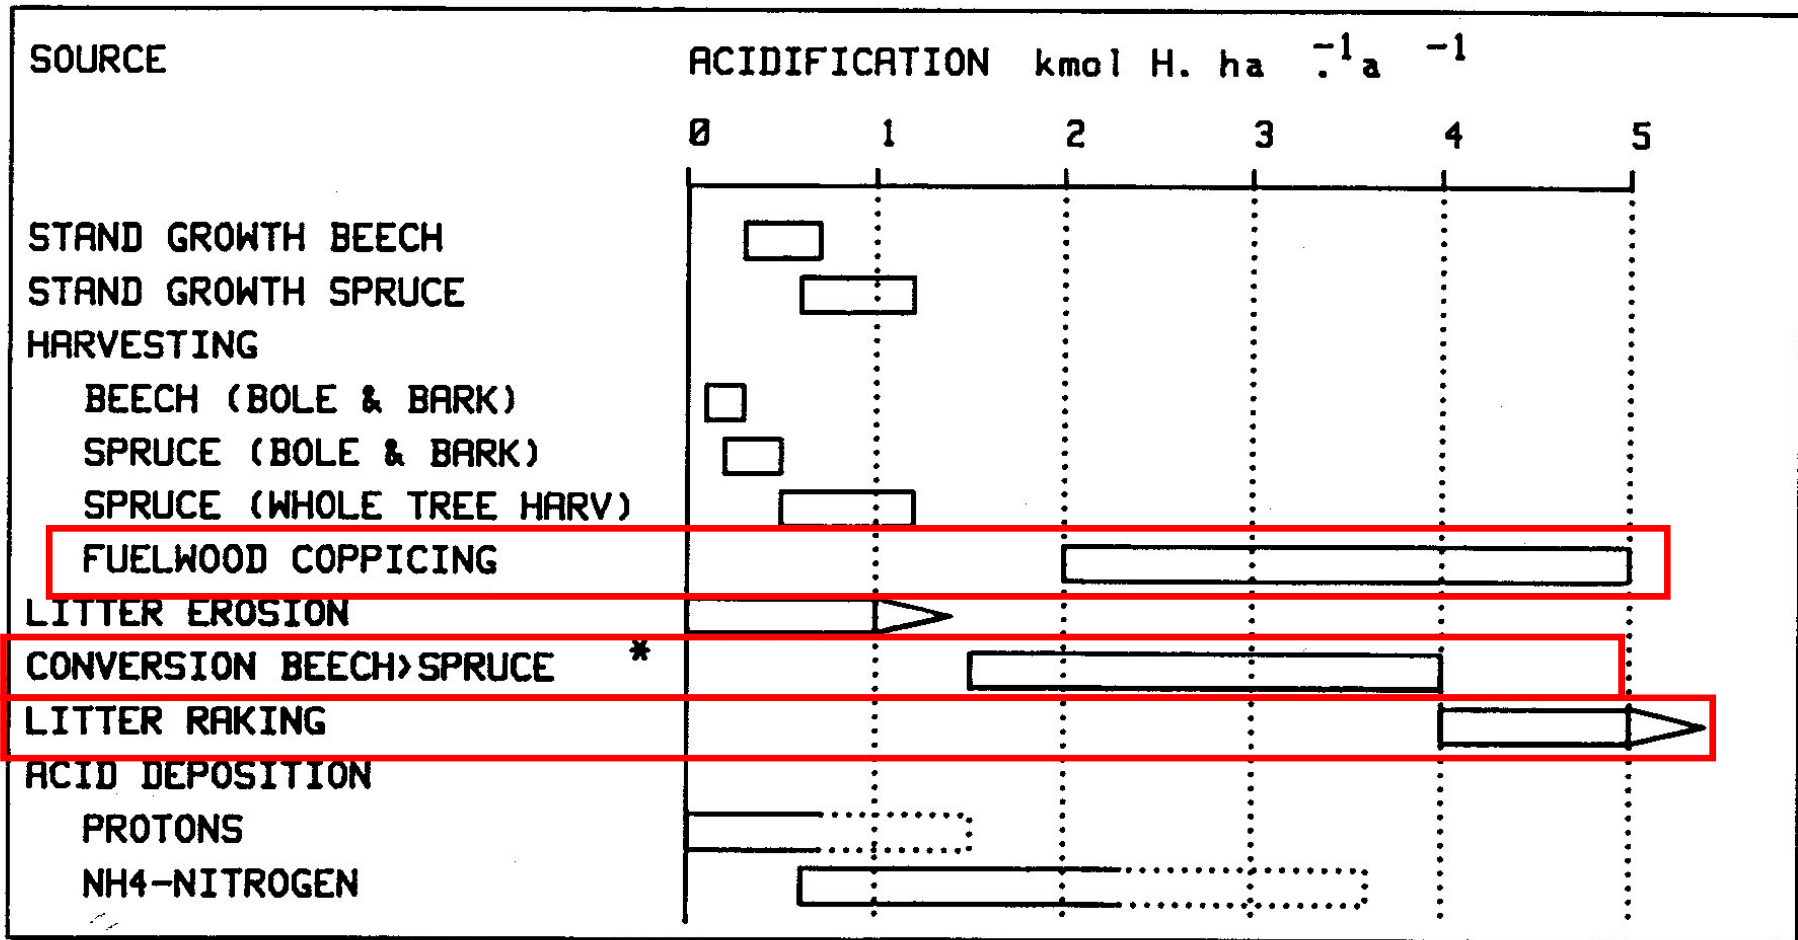 SOURCE ACIDIFICATION kmol H. ha .-1a -1
0 1 2 3 4 5
STAND GROWTH BEECH
STAND GROWTH SPRUCE
HARVESTING
BEECH (BOLE & BARK)
SPRUCE (BOLE & BARK)
SPRUCE (WHOLE TREE HARV)
FUELWOOD COPPICING
LITTER EROSION
CONVERSION BEECH>SPRUCE *
LITTER RAKING
ACID DEPOSITION
PROTONS
NH4-NITROGEN